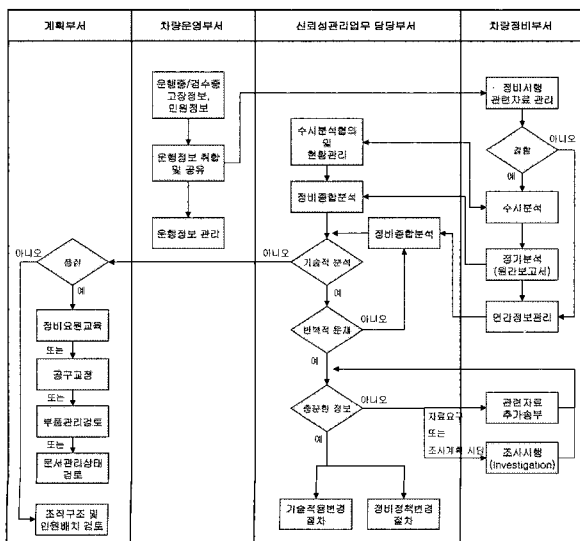 계획부서
차량운영부서
신뢰성관리업무 담당부서
차량정비부서
운행중/검수중
고장정보,
민원정보
운행정보 취합
및 공유
운행정보 관리
수시분석협의
및
현황관리
정비종합분석
정비종합분석
기술적 분석
아니오
예
반복적 문제
예
충분한 정보
아니오
예
기술적용변경
절차
정비정책변경
절차
정비시행
관련자료 관리
결함
아니오
예
수시분석
정기분석
(월간보고서)
연간정보관리
관련자료
추가송부
자료요구
또는
조사계획 시달
조사시행
(Investigation)
아니오
예
정비요원교육
또는
공구교정
또는
부품관리검토
또는
문서관리상태
검토
조직구조 및
인원배치 검토